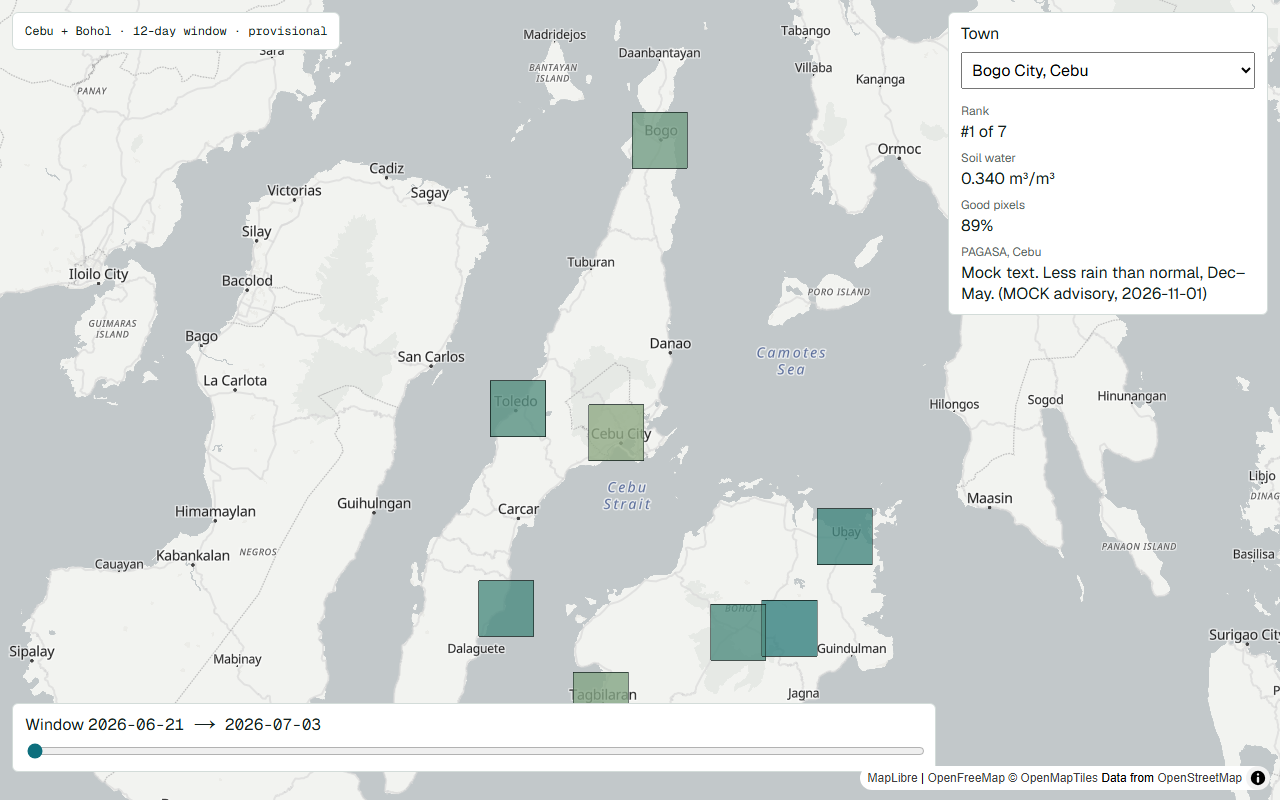 Cebu + Bohol · 12-day window · provisional
Madridejos
Tabango
Sara
Daanbantayan
BANTAYAN
ISLAND
Villaba
Kananga
PANAY
Bogo
Ormoc
Cadiz
Victorias
Sagay
Silay
Tuburan
Iloilo City
Bacolod
PORO ISLAND
GUIMARAS
ISLAND
Bago
Danao
San Carlos
Camotes
Sea
La Carlota
Toledo
Hilongos
Sogod
Hinunangan
Cebu City
Libjo
Cebu
Strait
DINAG
Guihulngan
Maasin
Carcar
Himamaylan
Ubay
PANAON ISLAND
Kabankalan
NEGROS
Basilisa
Cauayan
BOHOL
Surigao City
Sipalay
Dalaguete
Guindulman
Mabinay
Tagbilaran
Jagna
P
Town
Bogo City, Cebu
Rank
#1 of 7
Soil water
0.340 m³/m³
Good pixels
89%
PAGASA, Cebu
Mock text. Less rain than normal, Dec–
May. (MOCK advisory, 2026-11-01)
Window 2026-06-21 → 2026-07-03
MapLibre | OpenFreeMap © OpenMapTiles Data from OpenStreetMap